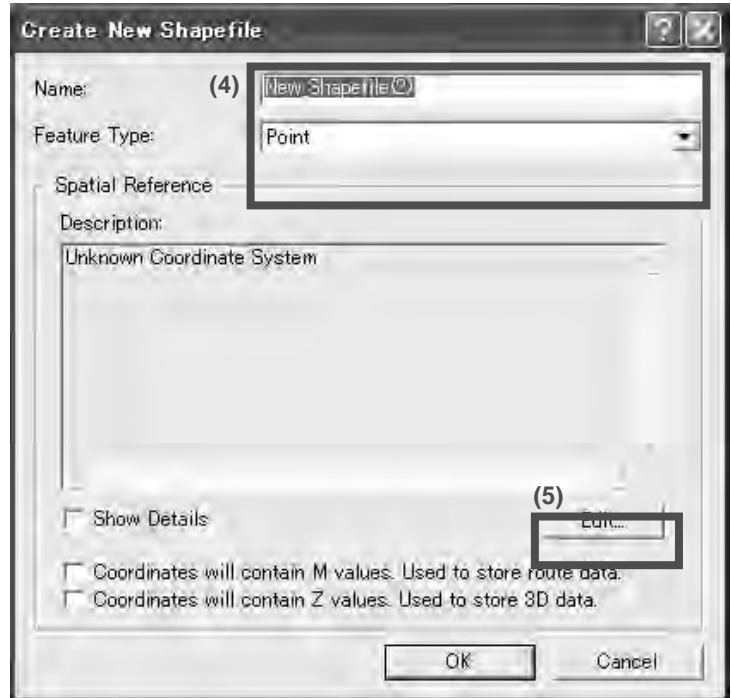 Create New Shapefile
Name: (4) New Shapefile(2)
Feature Type: Point
Spatial Reference
Description:
Unknown Coordinate System
Show Details
(5)
Edit...
Coordinates will contain M values. Used to store route data.
Coordinates will contain Z values. Used to store 3D data.
OK Cancel